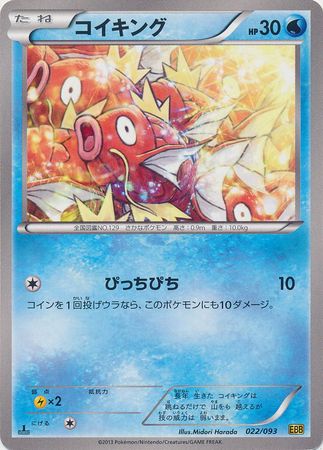 たね コイキング HP30
全国図鑑NO.129 さかなポケモン 高さ：0.9m 重さ：10.0kg
ぴっちぴち 10
コインを1回投げウラなら、このポケモンにも10ダメージ。
弱点 抵抗力
×2
にげる
長年 生きた コイキングは
跳ねるだけで 山をも 越えるが
技の威力は 弱いまま。
Illus.Midori Harada
EBB 022/093
©2013 Pokémon/Nintendo/Creatures/GAME FREAK.